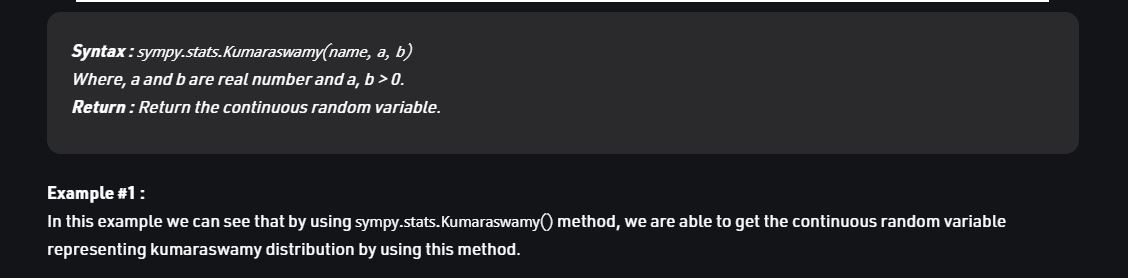 Syntax : sympy.stats.Kumaraswamy(name, a, b)
Where, a and b are real number and a, b > 0.
Return : Return the continuous random variable.
Example #1 :
In this example we can see that by using sympy.stats.Kumaraswamy() method, we are able to get the continuous random variable
representing kumaraswamy distribution by using this method.